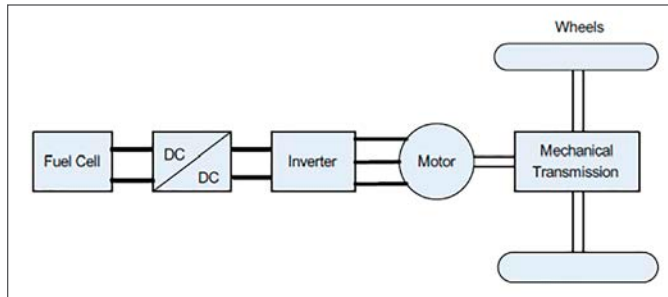 Wheels
Fuel Cell
DC
DC
Inverter
Motor
Mechanical
Transmission